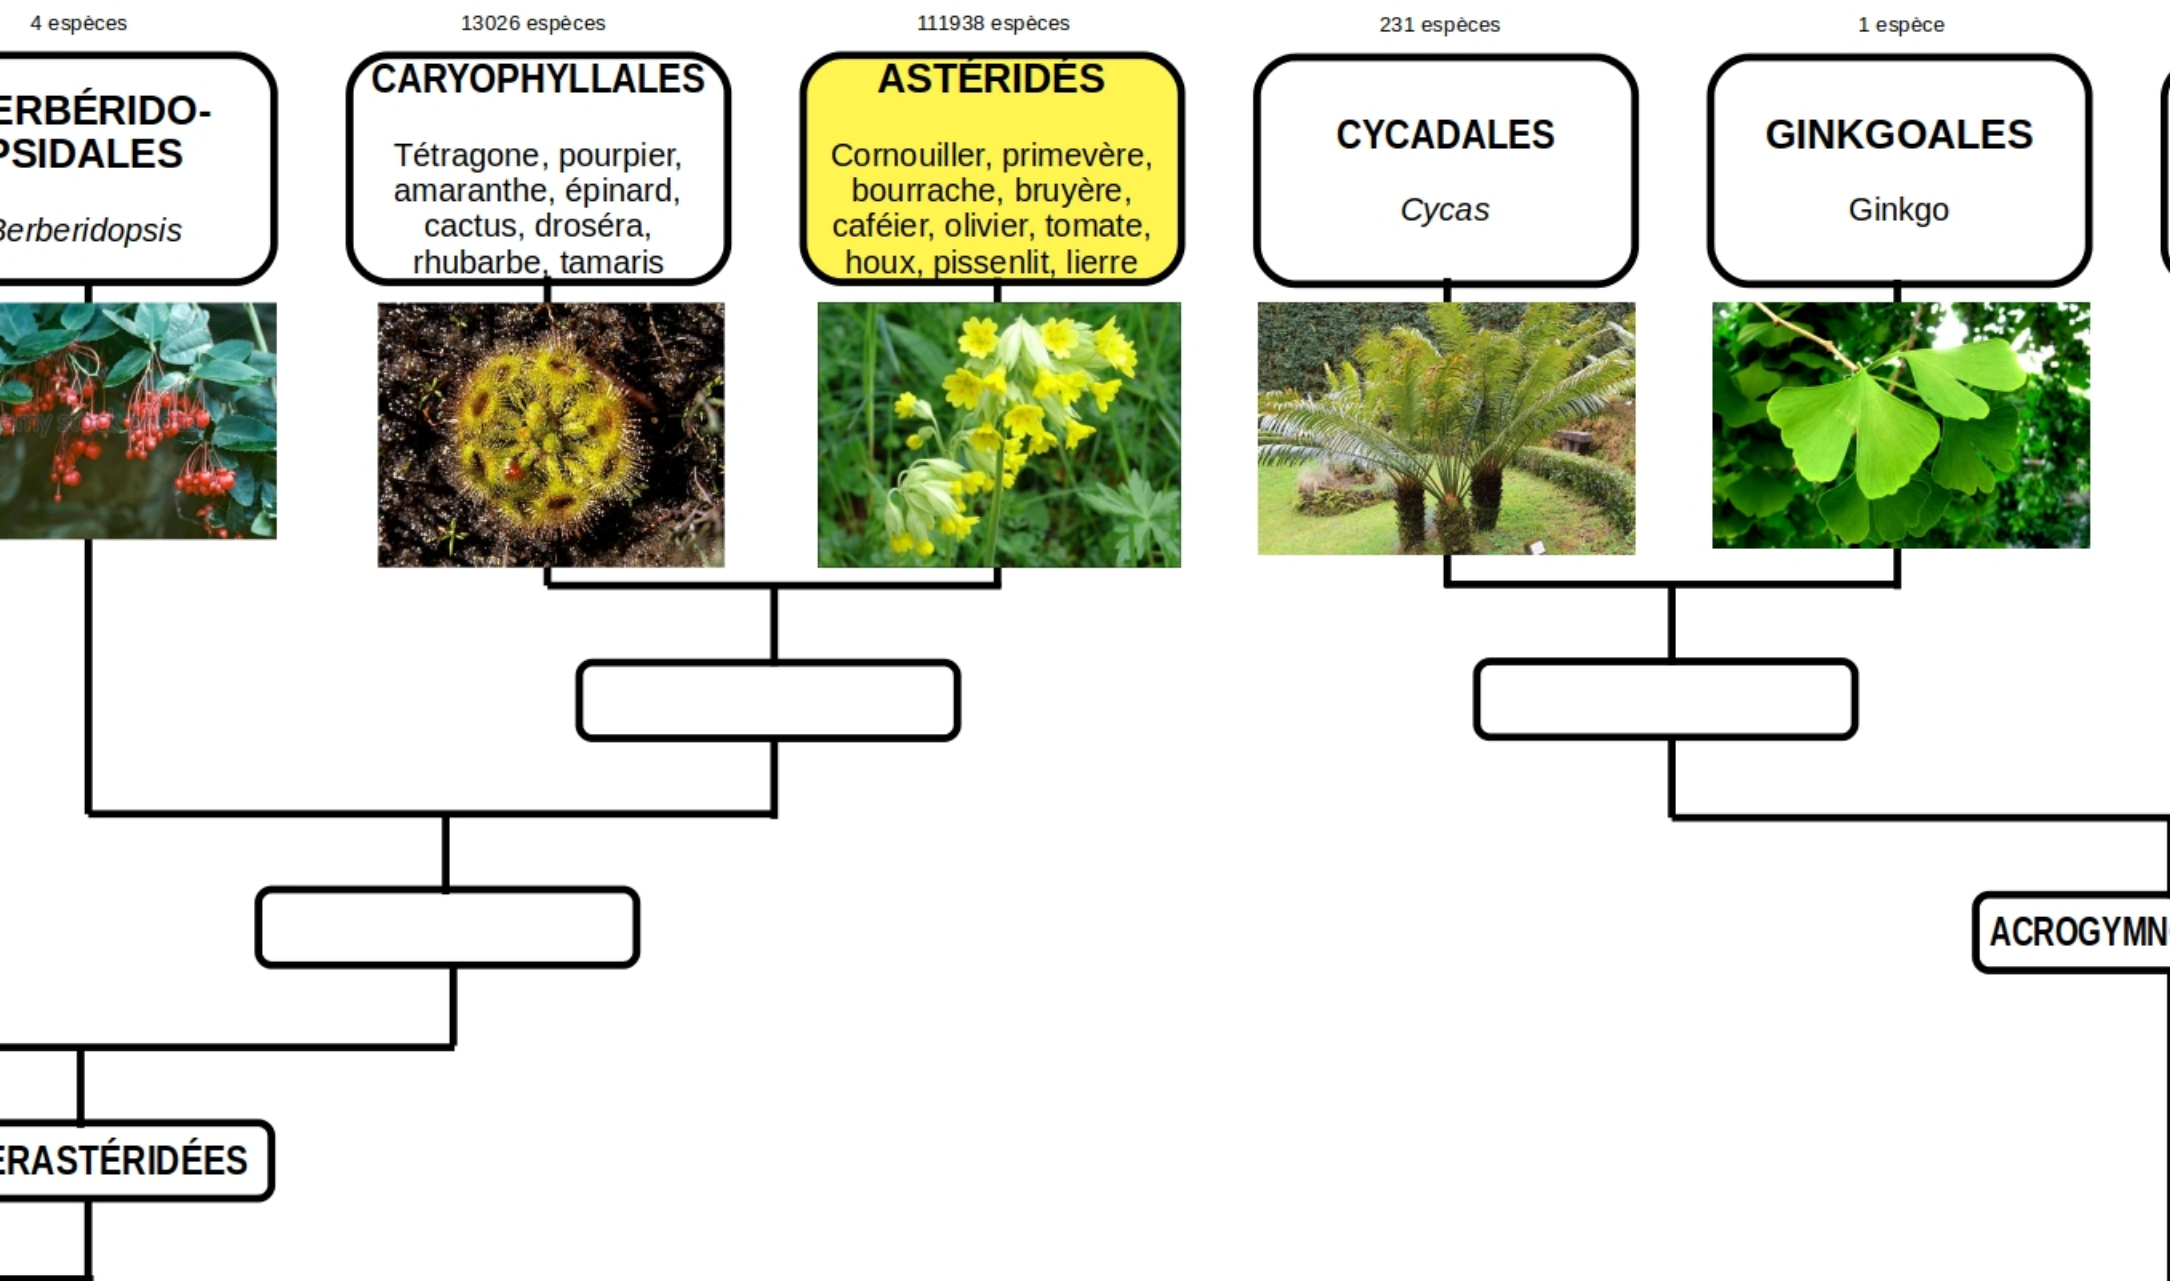 4 espèces
13026 espèces
111938 espèces
231 espèces
1 espèce
ERBÉRIDO-
PSIDALES
Berberidopsis
CARYOPHYLLALES
Tétragone, pourpier,
amaranthe, épinard,
cactus, droséra,
rhubarbe, tamaris
ASTÉRIDÉS
Cornouiller, primevère,
bourrache, bruyère,
caféier, olivier, tomate,
houx, pissenlit, lierre
CYCADALES
Cycas
GINKGOALES
Ginkgo
ACROGYMN
ERASTÉRIDÉES